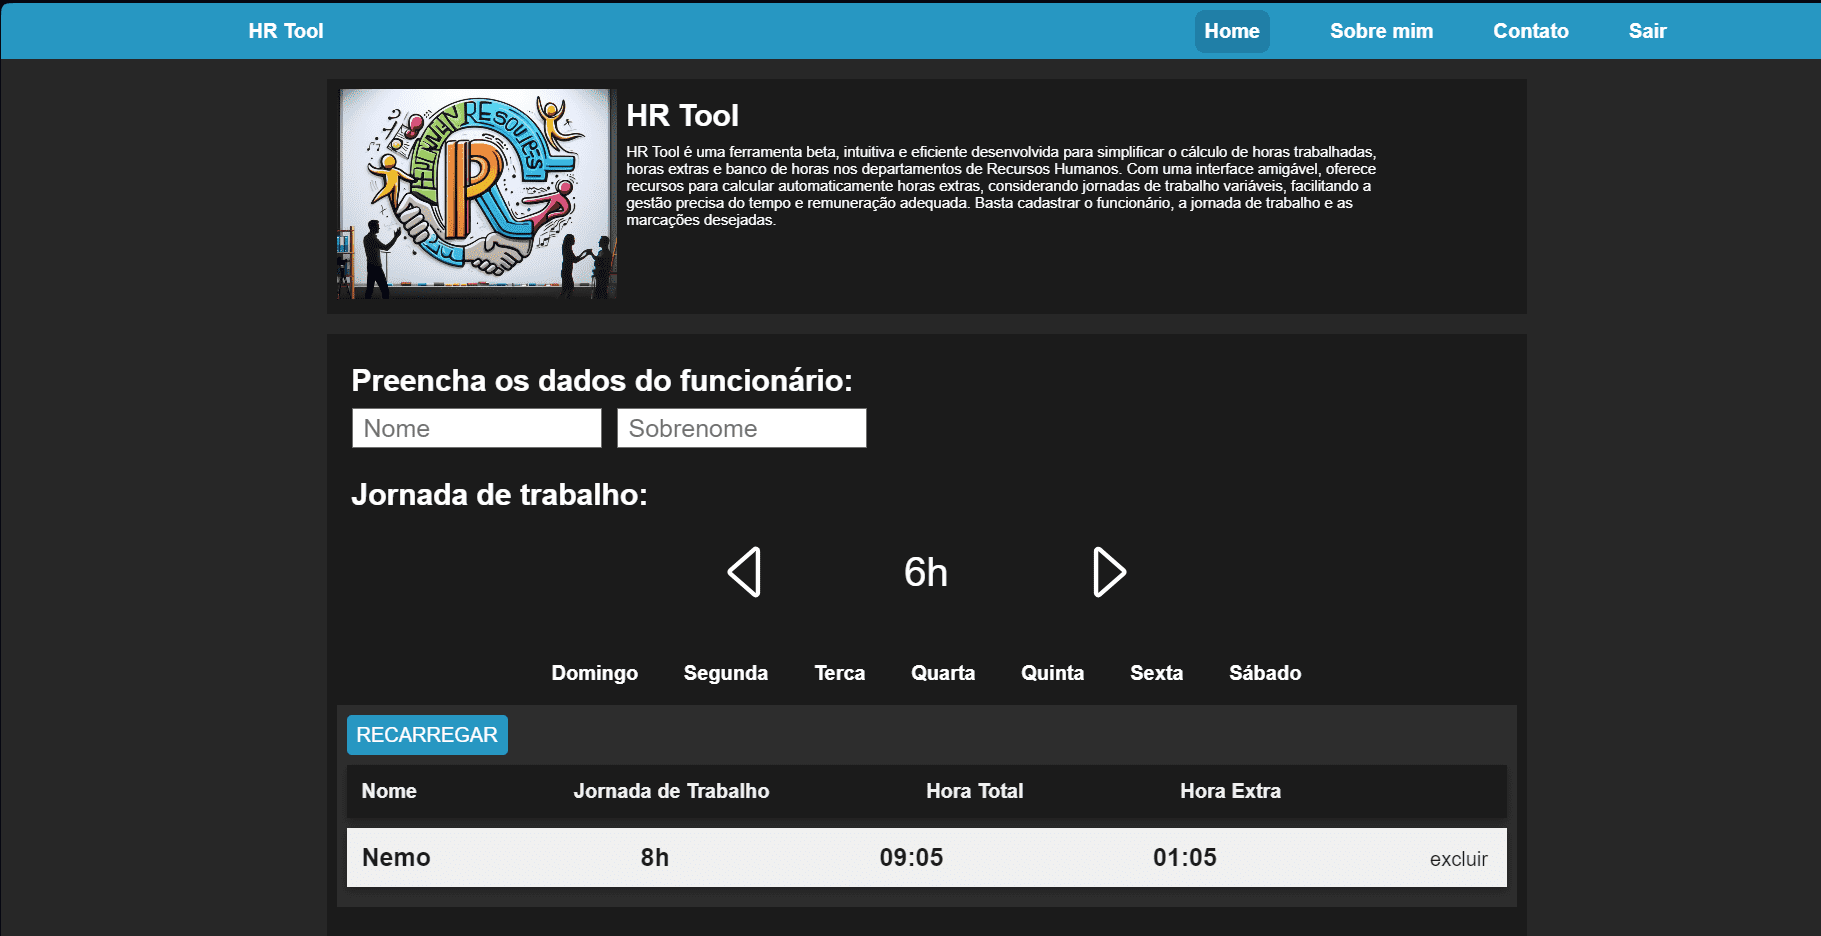 HR Tool
Home
Sobre mim
Contato
Sair
HUMAN RESOURCES
R
HR Tool
HR Tool é uma ferramenta beta, intuitiva e eficiente desenvolvida para simplificar o cálculo de horas trabalhadas,
horas extras e banco de horas nos departamentos de Recursos Humanos. Com uma interface amigável, oferece
recursos para calcular automaticamente horas extras, considerando jornadas de trabalho variáveis, facilitando a
gestão precisa do tempo e remuneração adequada. Basta cadastrar o funcionário, a jornada de trabalho e as
marcações desejadas.
Preencha os dados do funcionário:
Nome
Sobrenome
Jornada de trabalho:
6h
Domingo
Segunda
Terca
Quarta
Quinta
Sexta
Sábado
RECARREGAR
Nome
Jornada de Trabalho
Hora Total
Hora Extra
Nemo
8h
09:05
01:05
excluir